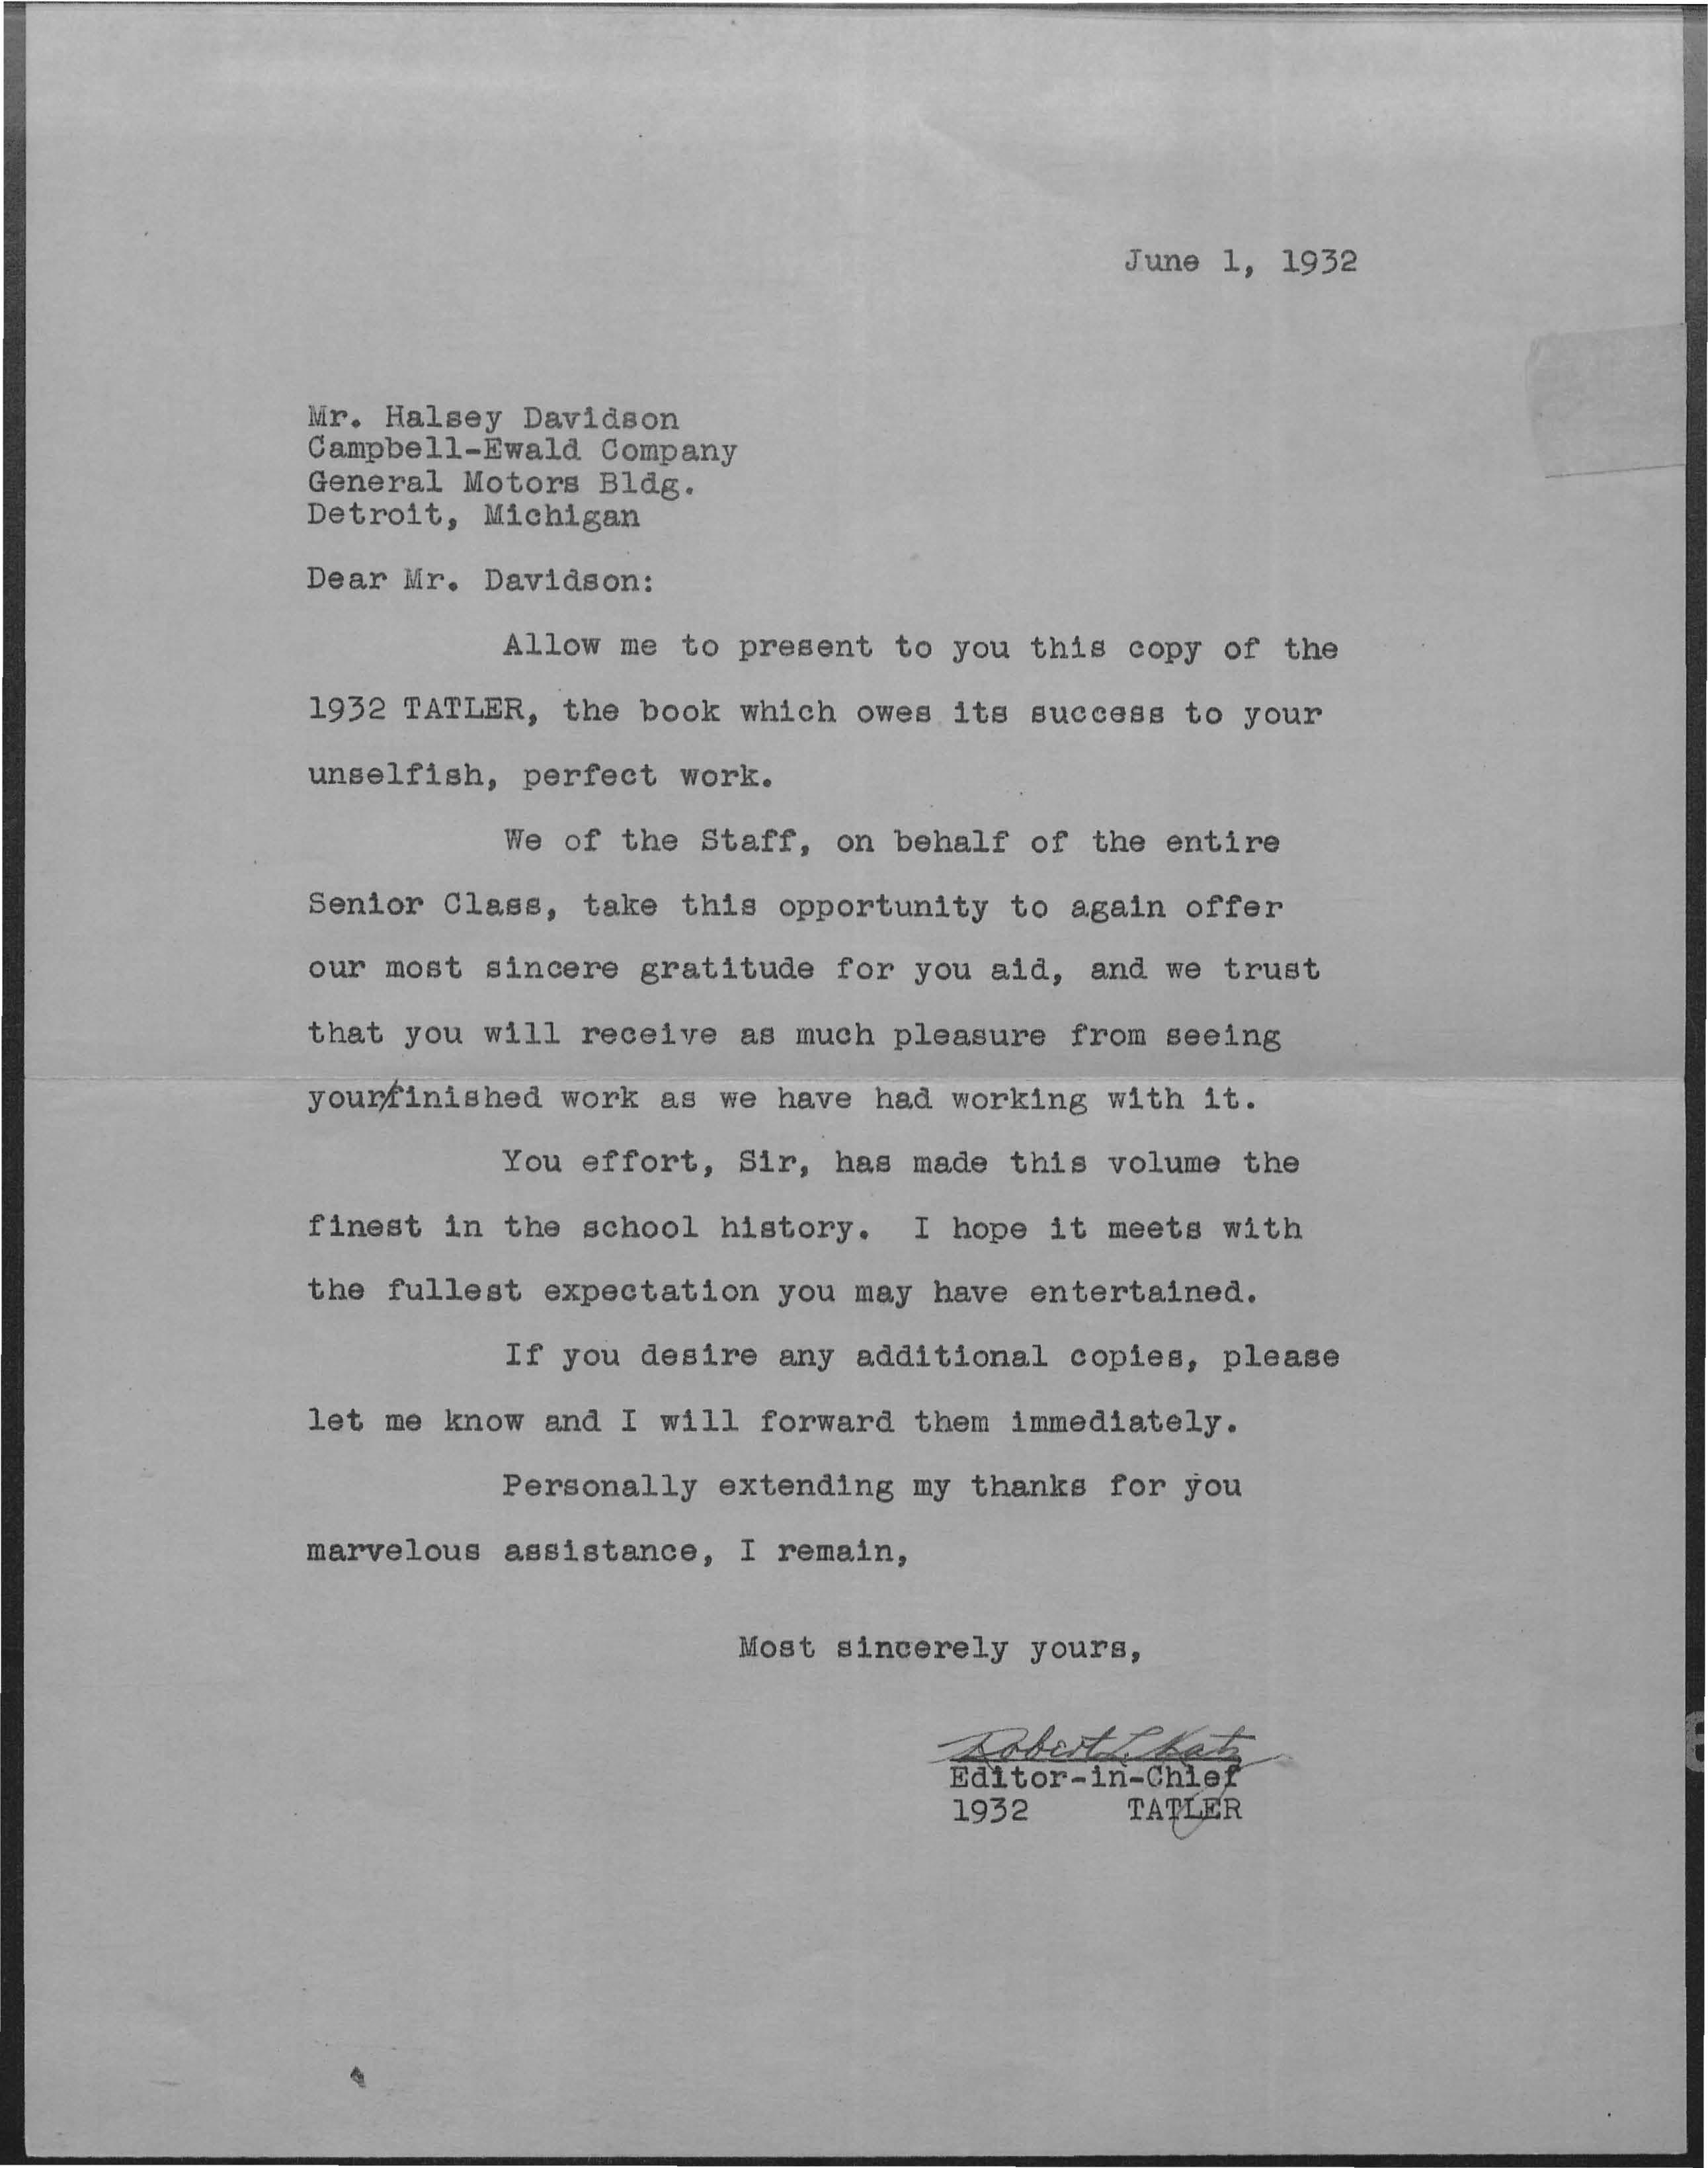 June 1, 1932
Mr. Halsey Davidson
Campbell-Ewald Company
General Motors Bldg.
Detroit, Michigan
Dear Mr. Davidson:
Allow me to present to you this copy of the
1932 TATLER, the book which owes its success to your
unselfish, perfect work.
We of the Staff, on behalf of the entire
Senior Class, take this opportunity to again offer
our most sincere gratitude for you aid, and we trust
that you will receive as much pleasure from seeing
your/finished work as we have had working with it.
You effort, Sir, has made this volume the
finest in the school history. I hope it meets with
the fullest expectation you may have entertained.
If you desire any additional copies, please
let me know and I will forward them immediately.
Personally extending my thanks for you
marvelous assistance, I remain,
Most sincerely yours,
Robert L. Katz
Editor-in-Chief
1932 TATLER